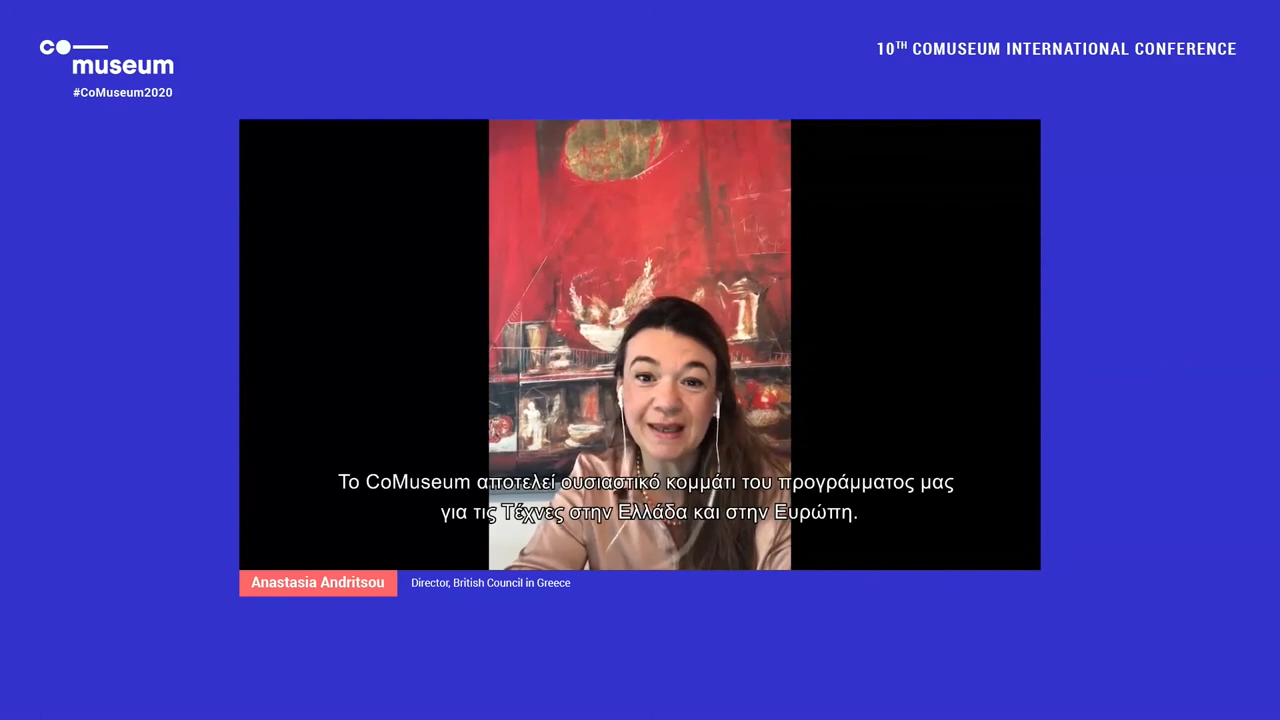 co
museum
#CoMuseum2020
10TH COMUSEUM INTERNATIONAL CONFERENCE
Το CoMuseum αποτελεί ουσιαστικό κομμάτι του προγράμματος μας
για τις Τέχνες στην Ελλάδα και στην Ευρώπη.
Anastasia Andritsou
Director, British Council in Greece